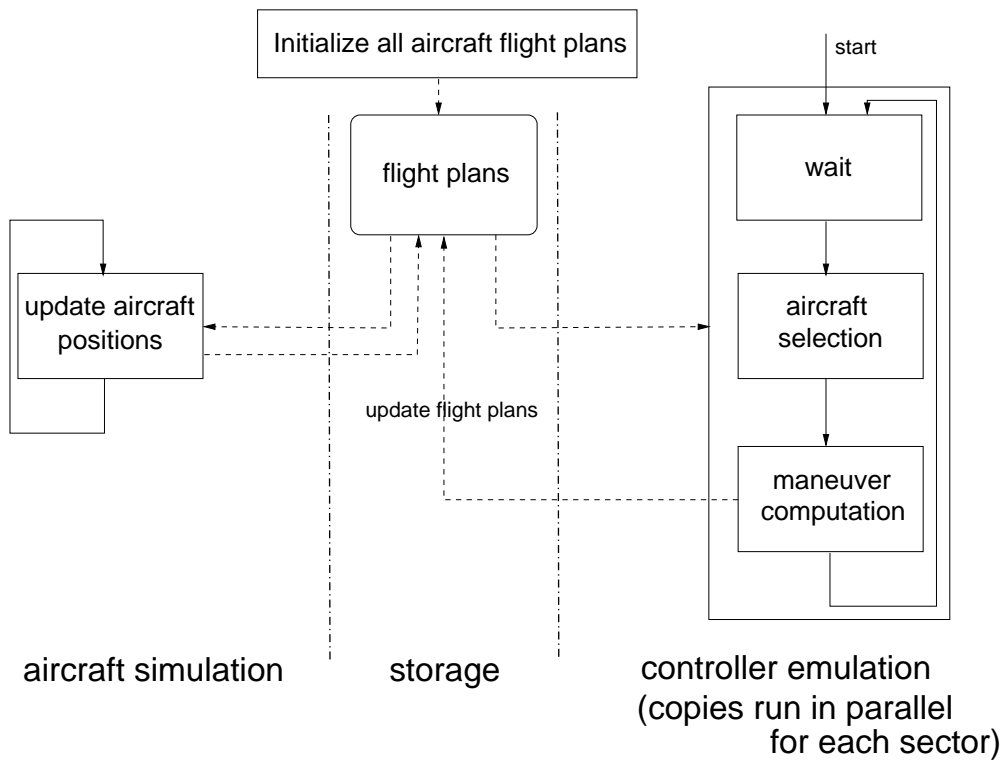 Initialize all aircraft flight plans
start
flight plans
wait
update aircraft
positions
aircraft
selection
update flight plans
maneuver
computation
aircraft simulation
storage
controller emulation
(copies run in parallel
for each sector)